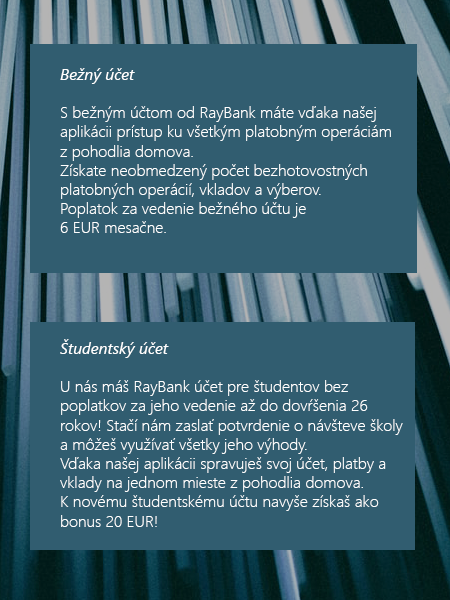 Bežný účet
S bežným účtom od RayBank máte vďaka našej
aplikácii prístup ku všetkým platobným operáciám
z pohodlia domova.
Získate neobmedzený počet bezhotovostných
platobných operácií, vkladov a výberov.
Poplatok za vedenie bežného účtu je
6 EUR mesačne.
Študentský účet
U nás máš RayBank účet pre študentov bez
poplatkov za jeho vedenie až do dovŕšenia 26
rokov! Stačí nám zaslať potvrdenie o návšteve školy
a môžeš využívať všetky jeho výhody.
Vďaka našej aplikácii spravuješ svoj účet, platby a
vklady na jednom mieste z pohodlia domova.
K novému študentskému účtu navyše získaš ako
bonus 20 EUR!